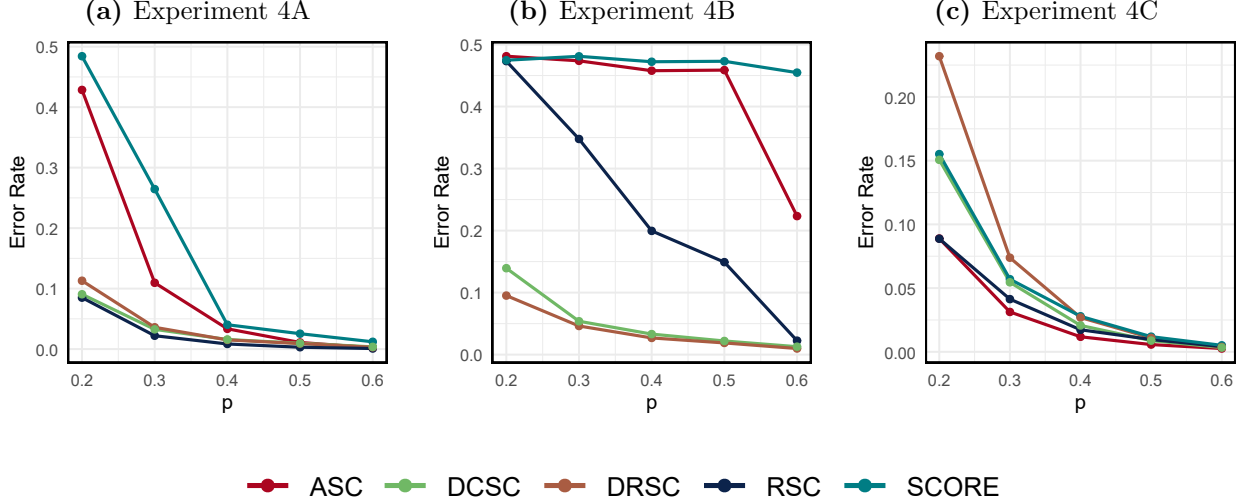 (a) Experiment 4A
0.5
0.4
0.3
0.2
0.1
0.0
Error Rate
0.2 0.3 0.4 0.5 0.6
p
(b) Experiment 4B
0.5
0.4
0.3
0.2
0.1
0.0
Error Rate
0.2 0.3 0.4 0.5 0.6
p
(c) Experiment 4C
0.20
0.15
0.10
0.05
0.00
Error Rate
0.2 0.3 0.4 0.5 0.6
p
ASC DCSC DRSC RSC SCORE